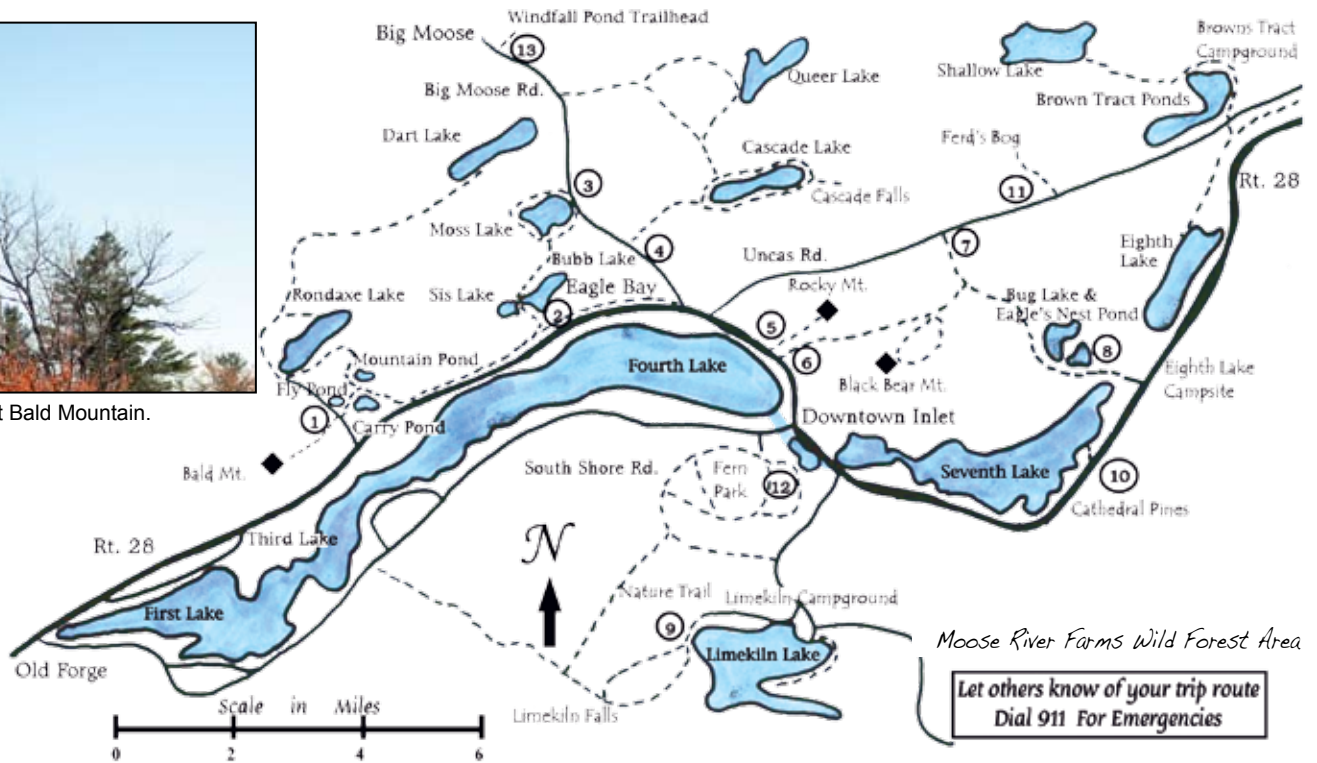 Windfall Pond Trailhead
Big Moose
13
Big Moose Rd.
Queer Lake
Shallow Lake
Browns Tract
Campground
Brown Tract Ponds
Dart Lake
Cascade Lake
Cascade Falls
Ferd's Bog
11
3
Moss Lake
4
Bubb Lake
Uncas Rd.
7
Rt. 28
Eighth
Lake
Rondaxe Lake
Sis Lake
Eagle Bay
2
Rocky Mt.
5
Bug Lake &
Eagle's Nest Pond
8
Mountain Pond
Fourth Lake
6
Black Bear Mt.
Eighth Lake
Campsite
Fly Pond
1
Carry Pond
t Bald Mountain.
Downtown Inlet
Bald Mt.
South Shore Rd.
Fern
Park
12
Seventh Lake
10
Cathedral Pines
Rt. 28
Third Lake
N
First Lake
Nature Trail
Limekiln Campground
9
Limekiln Lake
Old Forge
Limekiln Falls
Moose River Farms Wild Forest Area
Let others know of your trip route
Dial 911 For Emergencies
Scale in Miles
0 2 4 6